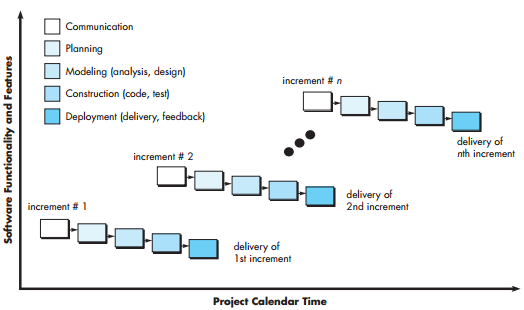 Communication
Planning
Modeling (analysis, design)
Construction (code, test)
Deployment (delivery, feedback)
increment # n
delivery of
nth increment
increment # 2
delivery of
2nd increment
increment # 1
delivery of
1st increment
Software Functionality and Features
Project Calendar Time